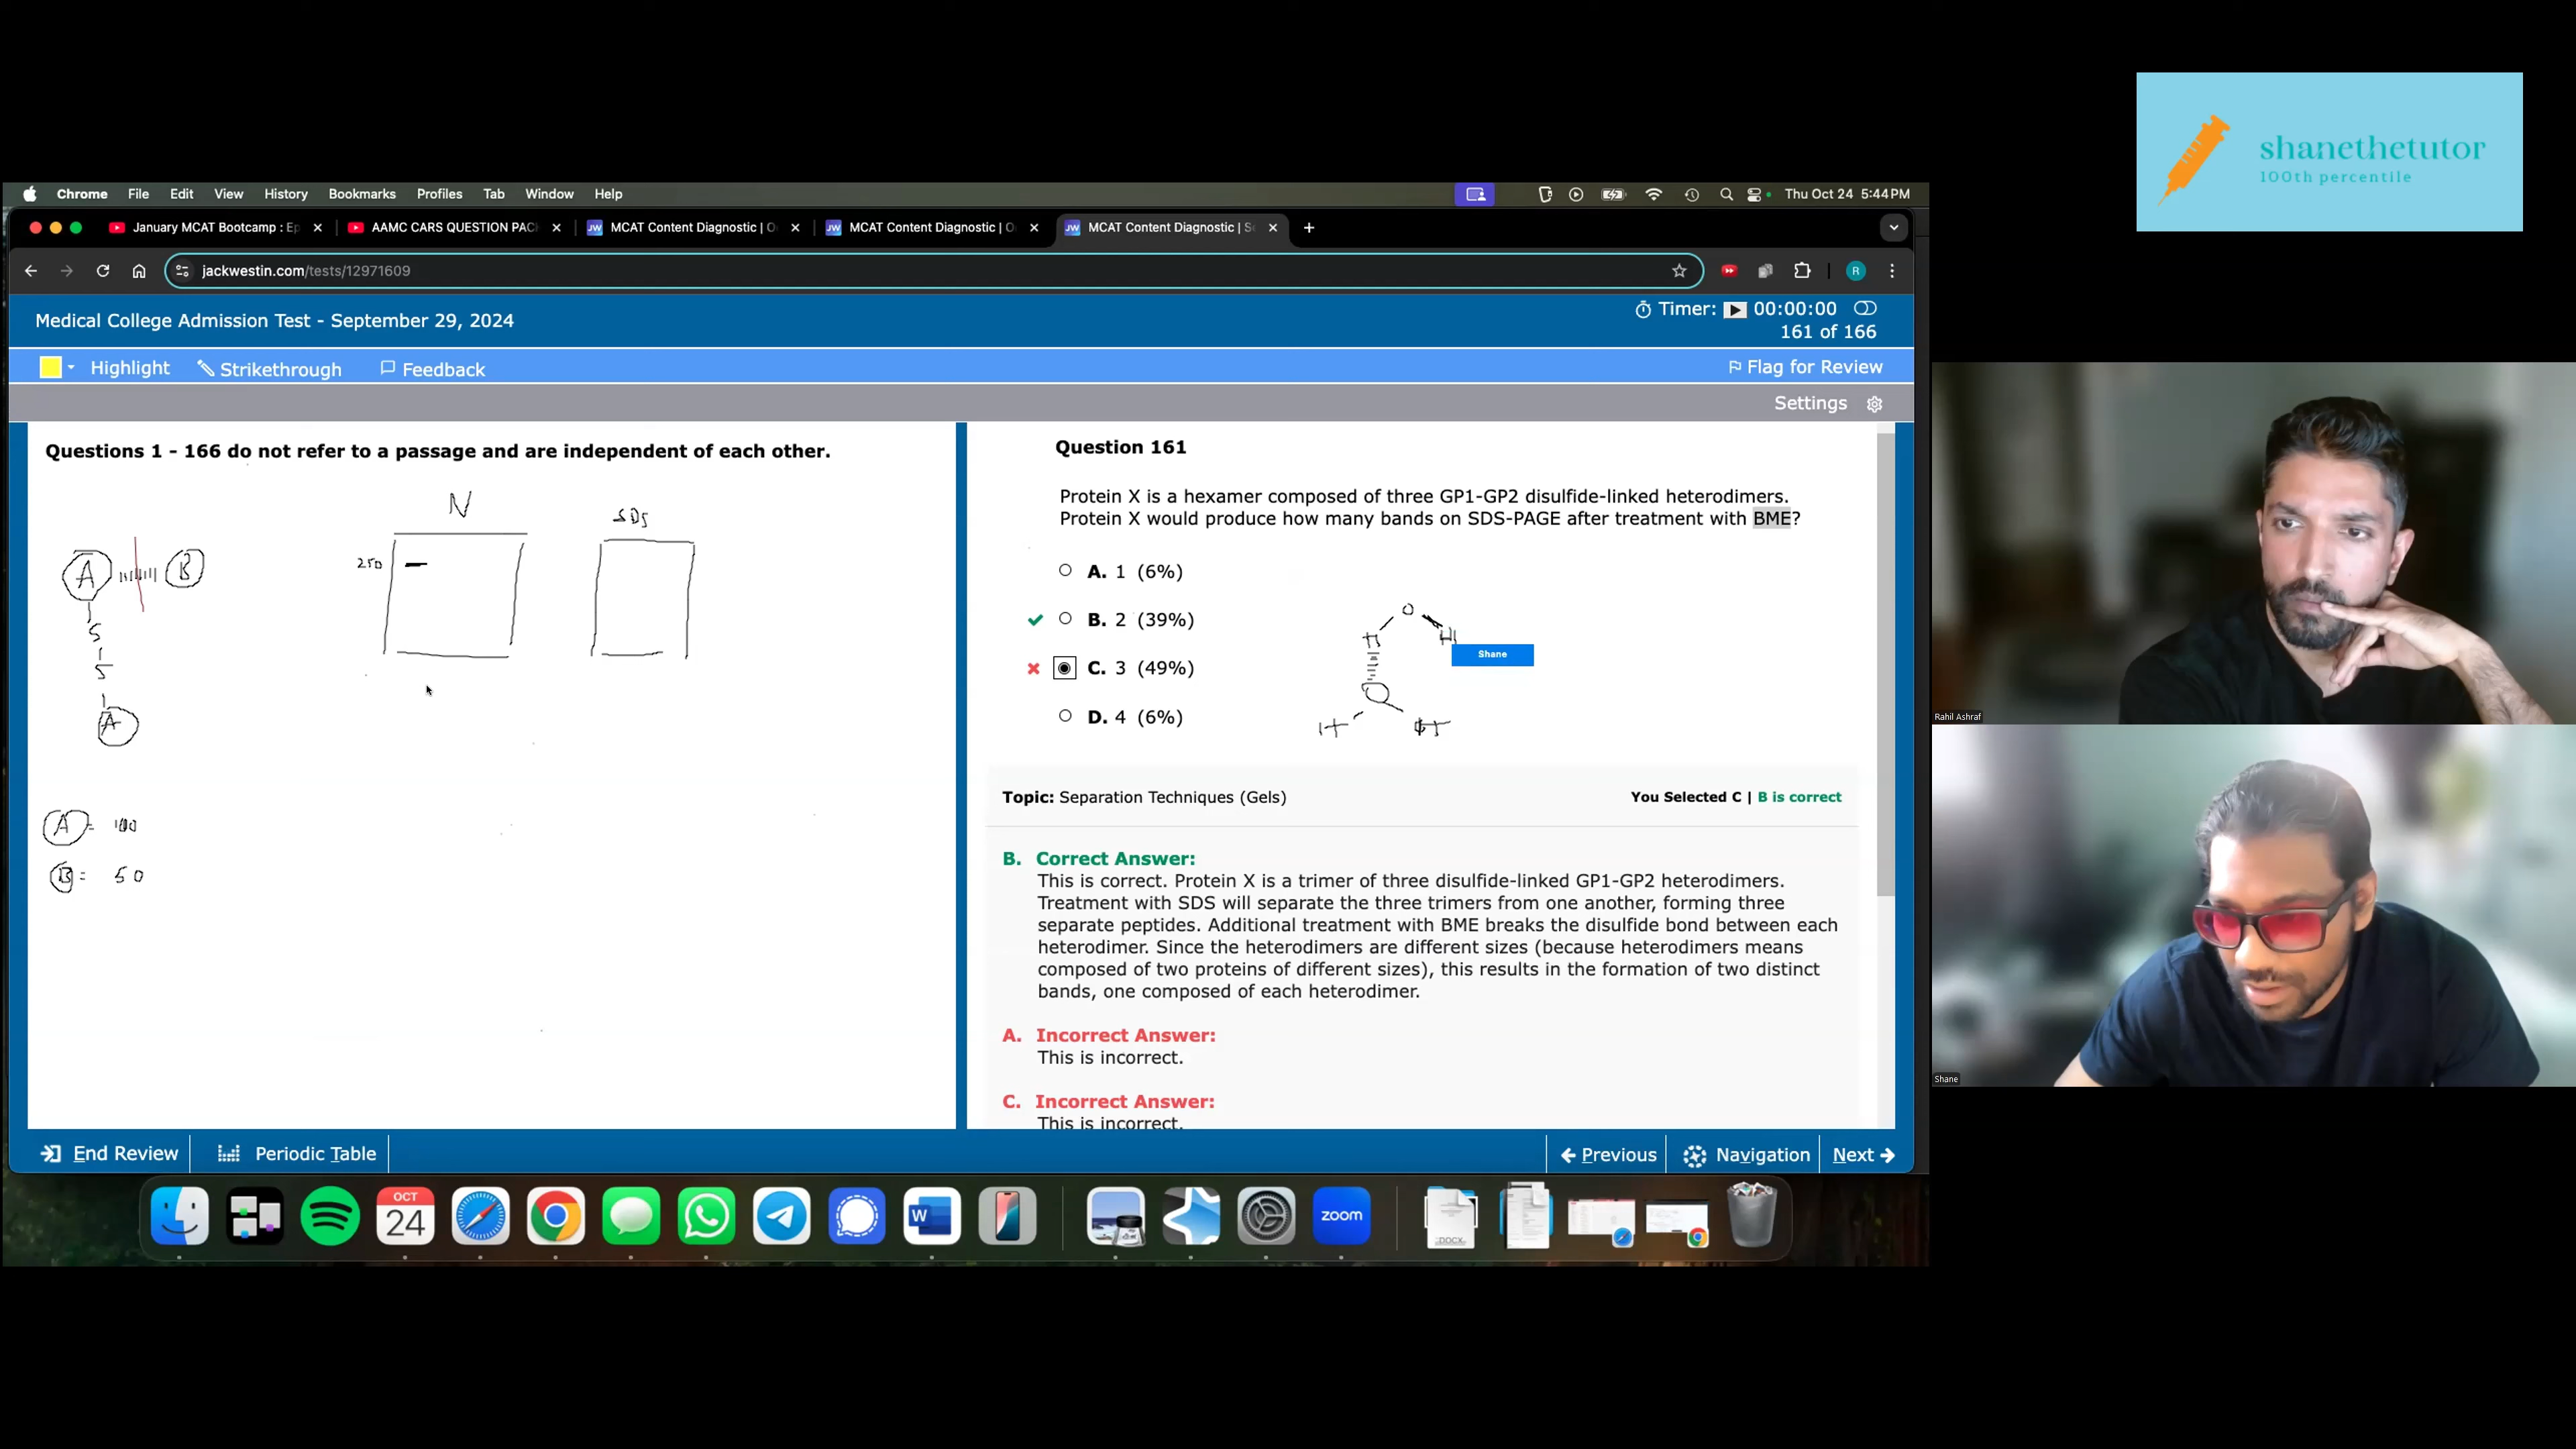 shanethetutor
100th percentile
Chrome File Edit View History Bookmarks Profiles Tab Window Help
Thu Oct 24 5:44 PM
January MCAT Bootcamp : Ep
AAMC CARS QUESTION PAC
MCAT Content Diagnostic | O
MCAT Content Diagnostic | O
MCAT Content Diagnostic | S
jackwestin.com/tests/12971609
R
Medical College Admission Test - September 29, 2024
Timer: 00:00:00
161 of 166
Highlight Strikethrough Feedback
Flag for Review
Settings
Questions 1 - 166 do not refer to a passage and are independent of each other.
N
SDS
250
A B
S
S
A
A = 100
B = 50
Question 161
Protein X is a hexamer composed of three GP1-GP2 disulfide-linked heterodimers.
Protein X would produce how many bands on SDS-PAGE after treatment with BME?
A. 1 (6%)
B. 2 (39%)
C. 3 (49%)
D. 4 (6%)
O
H H
Shane
O
H H
Topic: Separation Techniques (Gels)
You Selected C | B is correct
B. Correct Answer:
This is correct. Protein X is a trimer of three disulfide-linked GP1-GP2 heterodimers.
Treatment with SDS will separate the three trimers from one another, forming three
separate peptides. Additional treatment with BME breaks the disulfide bond between each
heterodimer. Since the heterodimers are different sizes (because heterodimers means
composed of two proteins of different sizes), this results in the formation of two distinct
bands, one composed of each heterodimer.
A. Incorrect Answer:
This is incorrect.
C. Incorrect Answer:
This is incorrect.
End Review
Periodic Table
Previous
Navigation
Next
OCT
24
W
zoom
DOCX
Rahil Ashraf
Shane